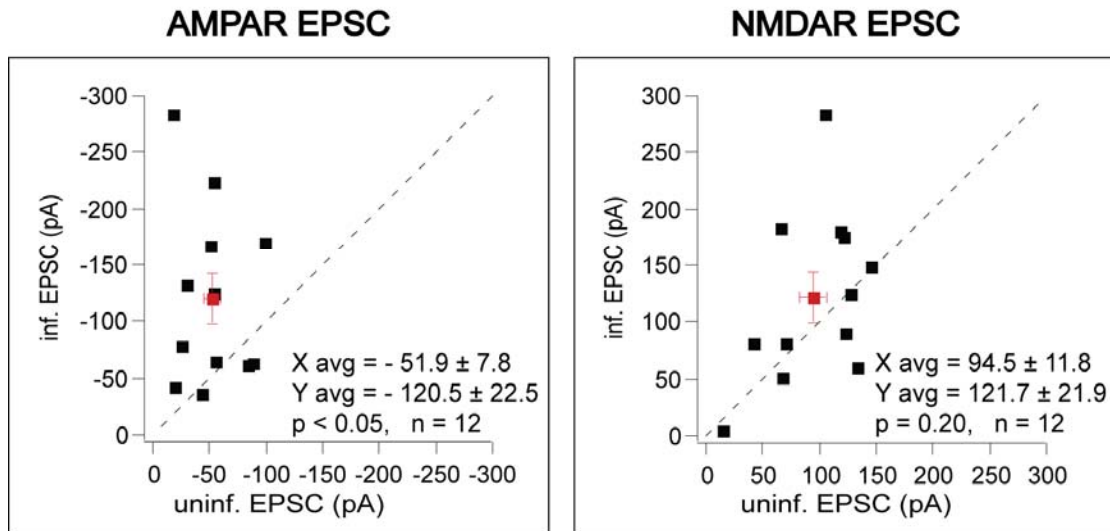 AMPAR EPSC
-300
-250
-200
-150
-100
-50
0
inf. EPSC (pA)
X avg = - 51.9 ± 7.8
Y avg = - 120.5 ± 22.5
p < 0.05, n = 12
0 -50 -100 -150 -200 -250 -300
uninf. EPSC (pA)
NMDAR EPSC
300
250
200
150
100
50
0
inf. EPSC (pA)
X avg = 94.5 ± 11.8
Y avg = 121.7 ± 21.9
p = 0.20, n = 12
0 50 100 150 200 250 300
uninf. EPSC (pA)